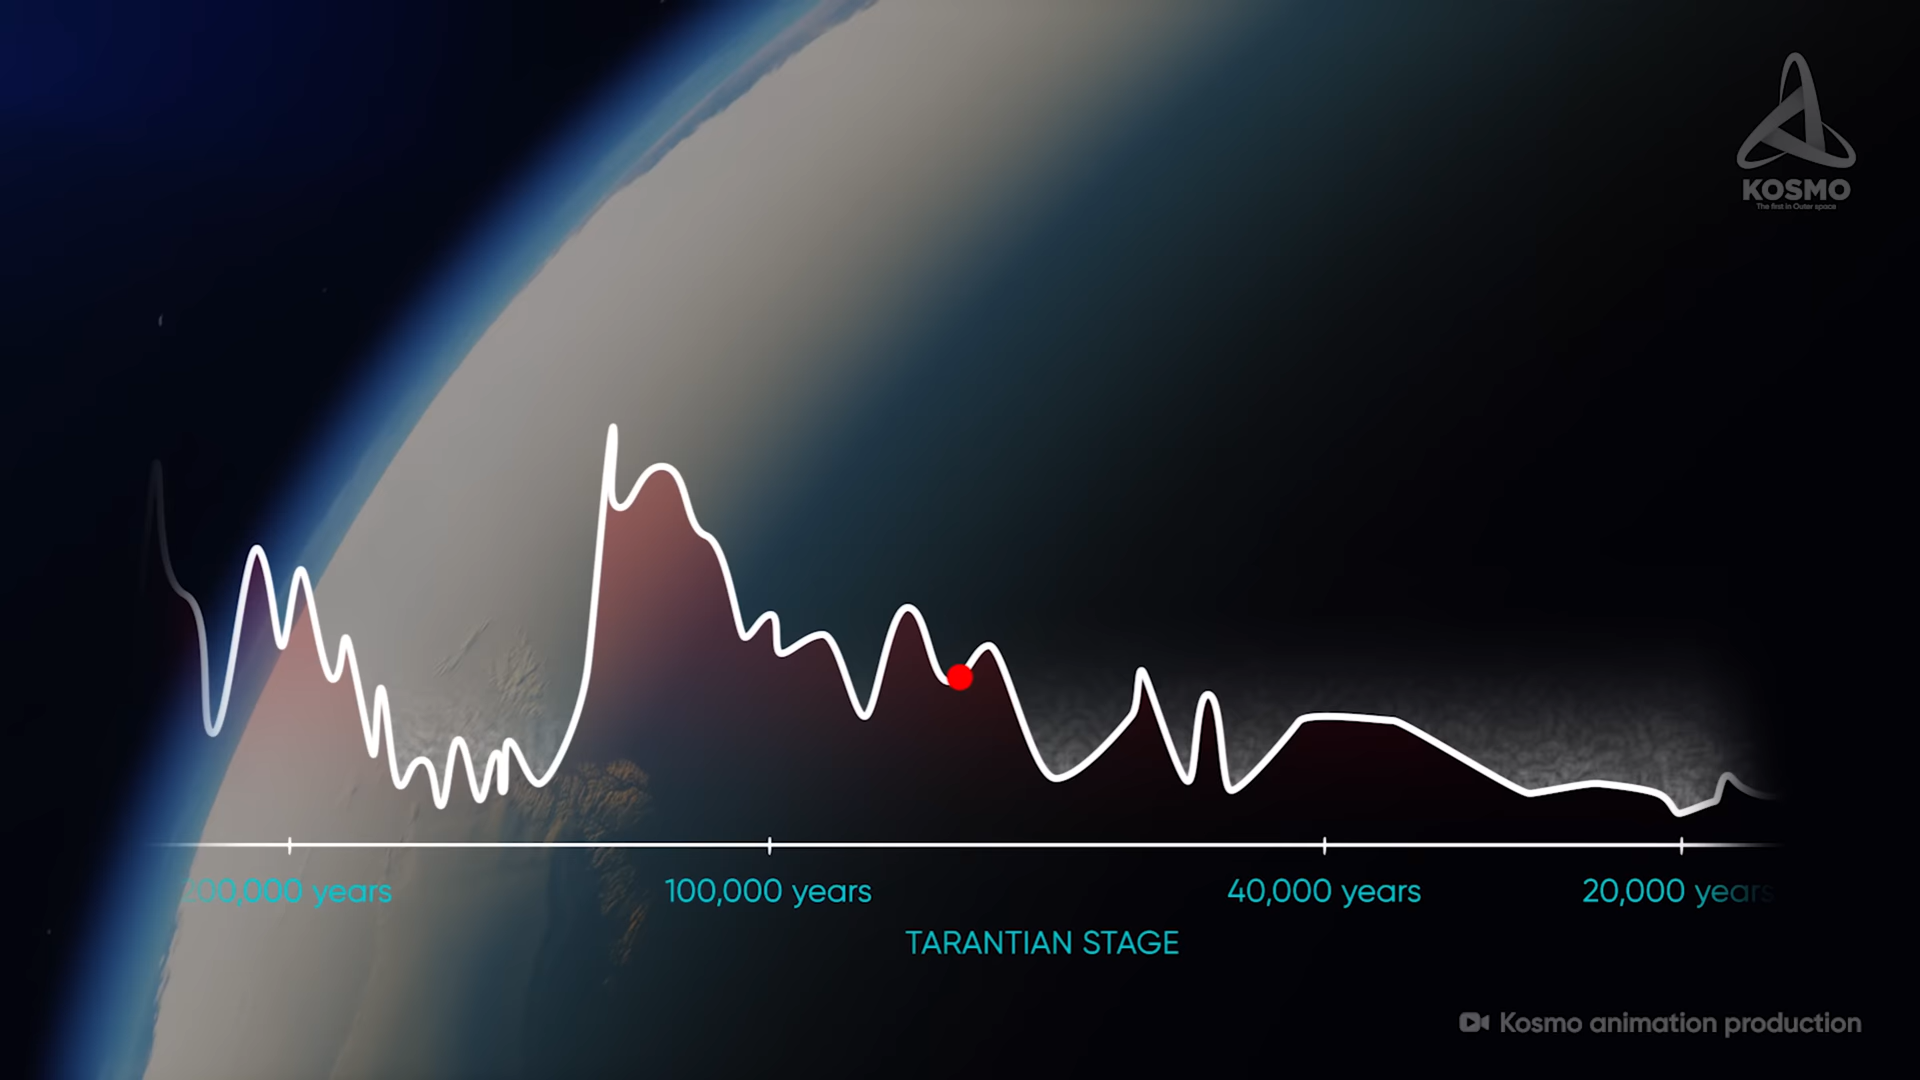 KOSMO
The first in Outer space
200,000 years
100,000 years
40,000 years
20,000 years
TARANTIAN STAGE
Kosmo animation production